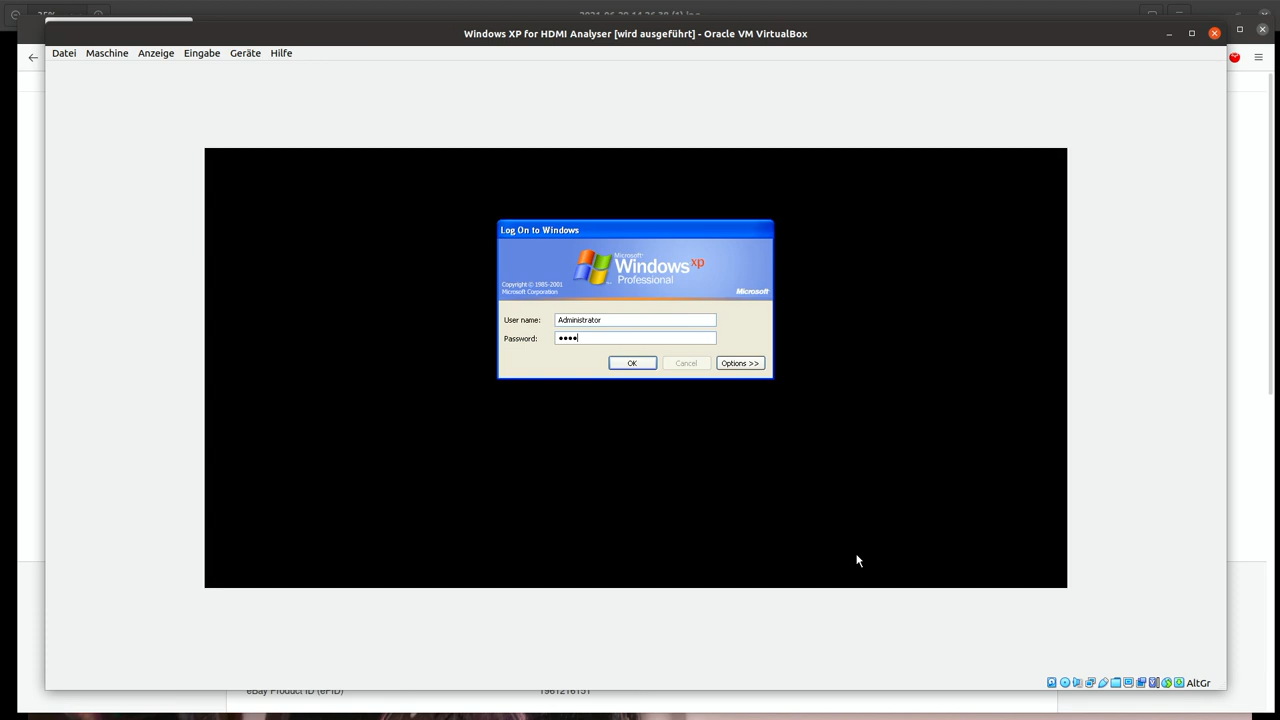 Windows XP for HDMI Analyser [wird ausgeführt] - Oracle VM VirtualBox
Datei Maschine Anzeige Eingabe Geräte Hilfe
Log On to Windows
Microsoft®
Windows xp
Professional
Copyright © 1985-2001
Microsoft Corporation
Microsoft
User name: Administrator
Password: ●●●●
OK Cancel Options >>
AltGr
eBay Product ID (ePID)